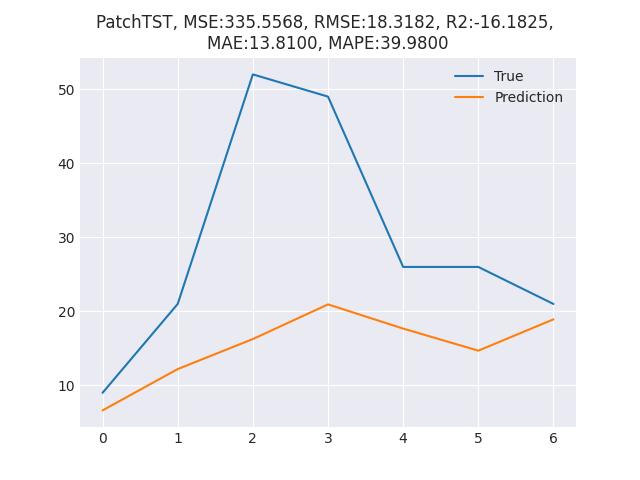 PatchTST, MSE:335.5568, RMSE:18.3182, R2:-16.1825,
MAE:13.8100, MAPE:39.9800
True
Prediction
50
40
30
20
10
0 1 2 3 4 5 6